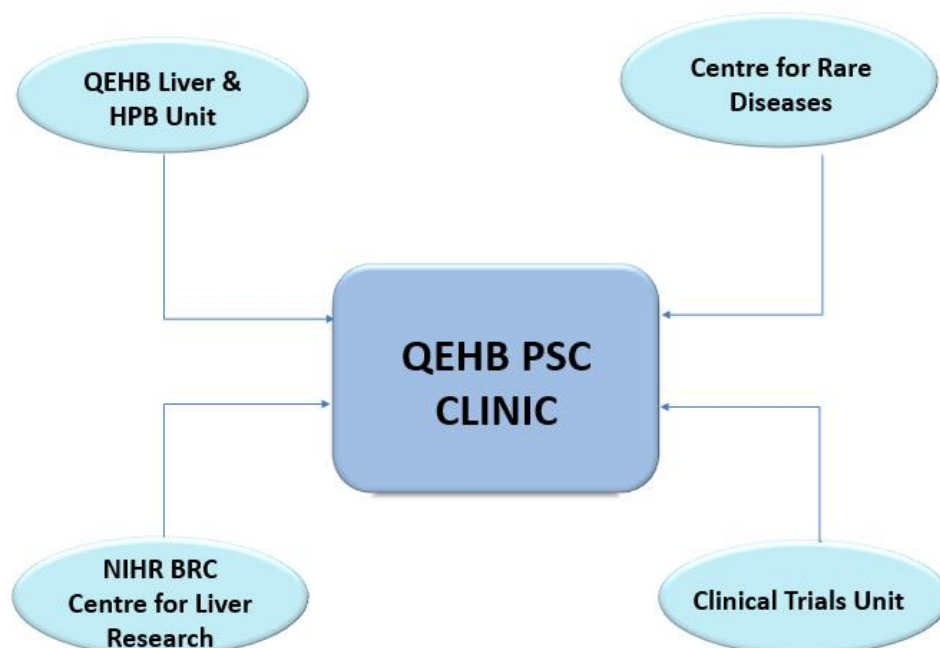 QEHB Liver &
HPB Unit
Centre for Rare
Diseases
QEHB PSC
CLINIC
NIHR BRC
Centre for Liver
Research
Clinical Trials Unit